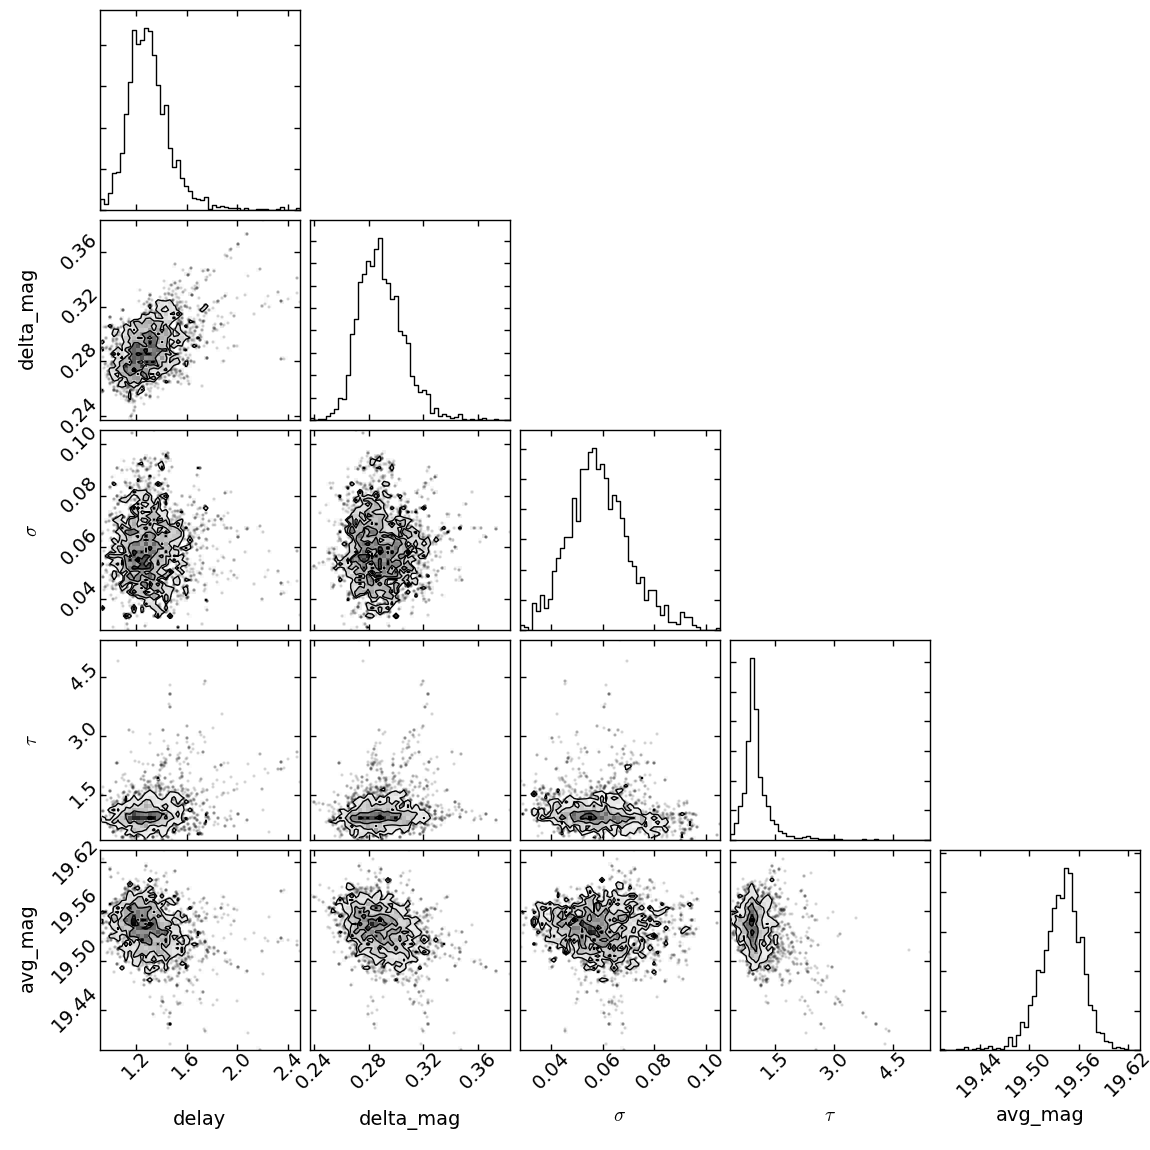 0.36
0.32
0.28
0.24
delta_mag
0.10
0.08
0.06
0.04
σ
4.5
3.0
1.5
τ
19.62
19.56
19.50
19.44
avg_mag
1.2 1.6 2.0 2.4 0.24 0.28 0.32 0.36 0.04 0.06 0.08 0.10 1.5 3.0 4.5 19.44 19.50 19.56 19.62
delay delta_mag σ τ avg_mag